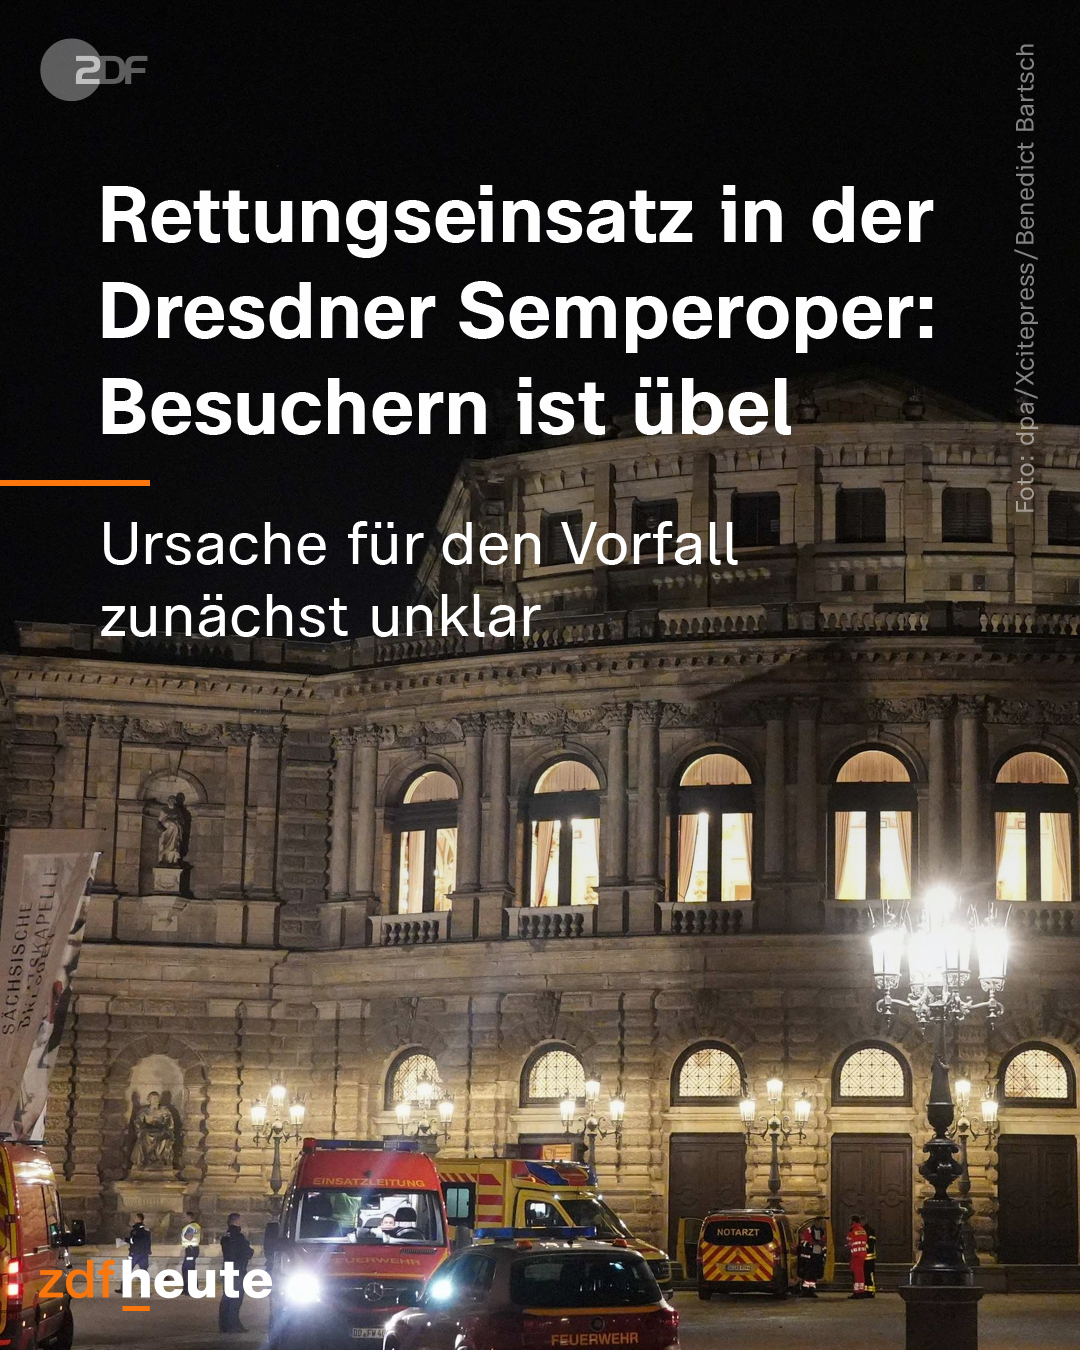 ZDF
Foto: dpa/Xcitepress/Benedict Bartsch
Rettungseinsatz in der
Dresdner Semperoper:
Besuchern ist übel
Ursache für den Vorfall
zunächst unklar
SÄCHSISCHE
EINSATZLEITUNG
FEUERWEHR
NOTARZT
FEUERWEHR
zdfheute